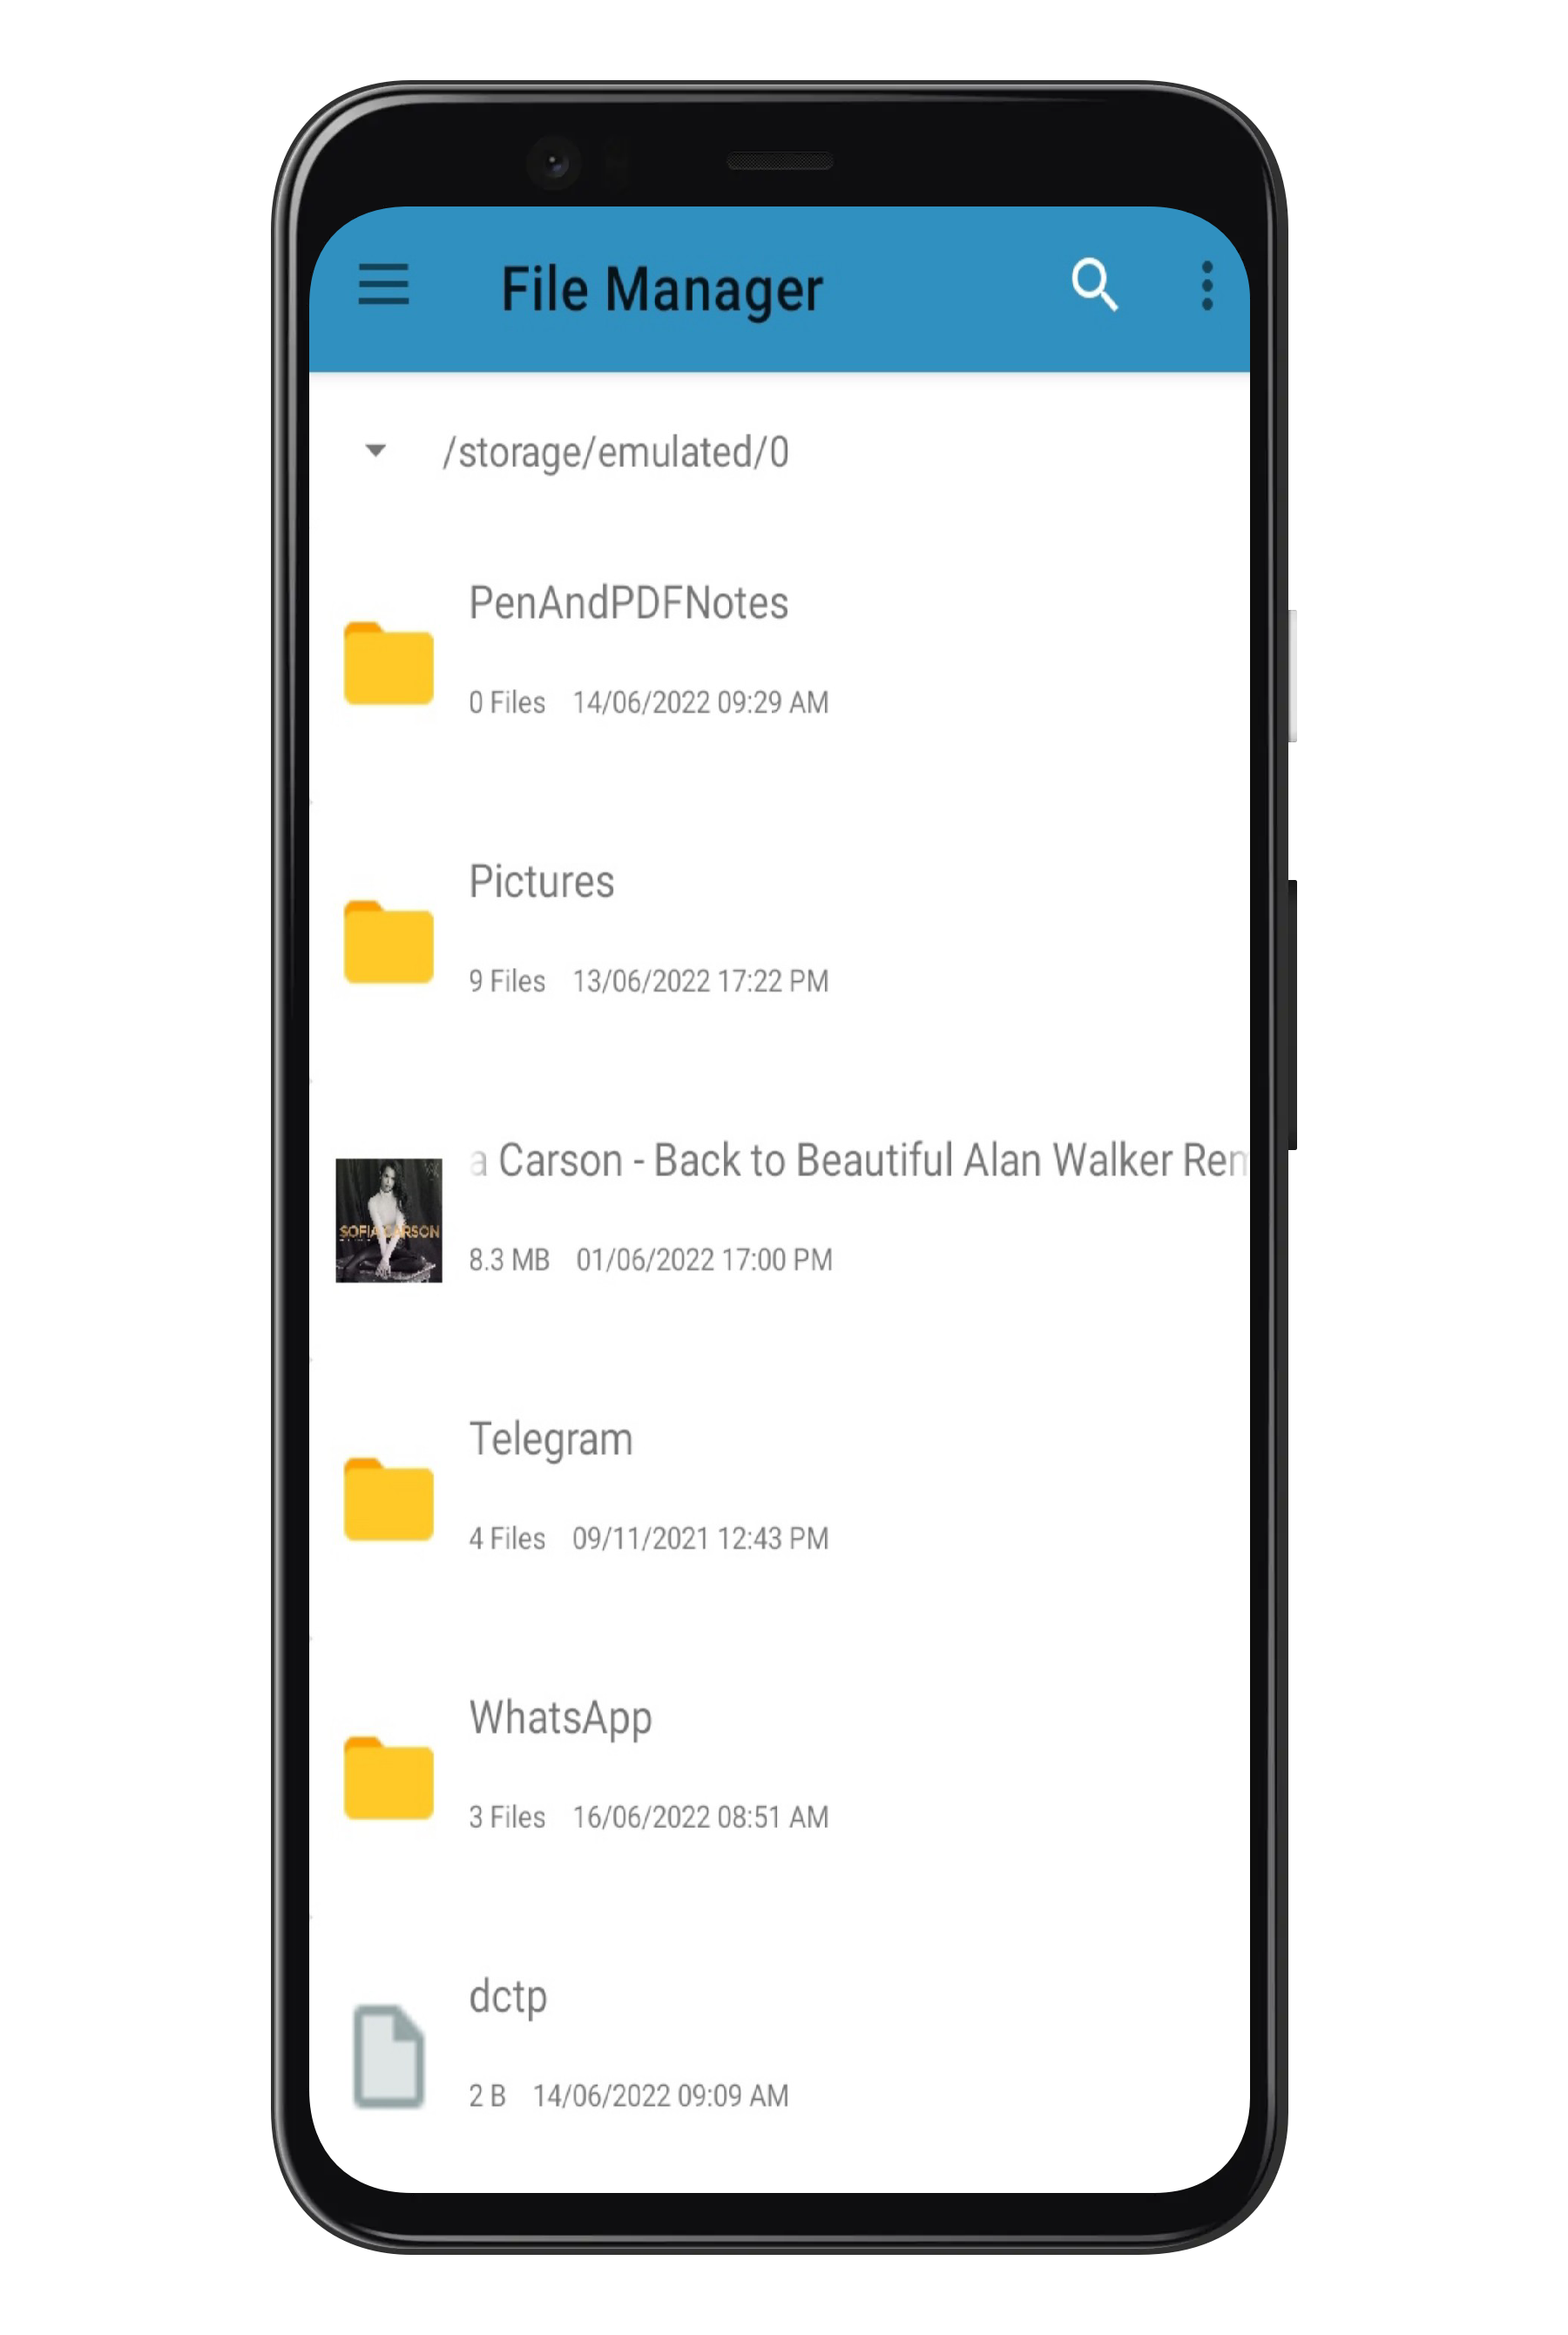 File Manager
/storage/emulated/0
PenAndPDFNotes
0 Files 14/06/2022 09:29 AM
Pictures
9 Files 13/06/2022 17:22 PM
a Carson - Back to Beautiful Alan Walker Rem
SOFIA CARSON
8.3 MB 01/06/2022 17:00 PM
Telegram
4 Files 09/11/2021 12:43 PM
WhatsApp
3 Files 16/06/2022 08:51 AM
dctp
2 B 14/06/2022 09:09 AM